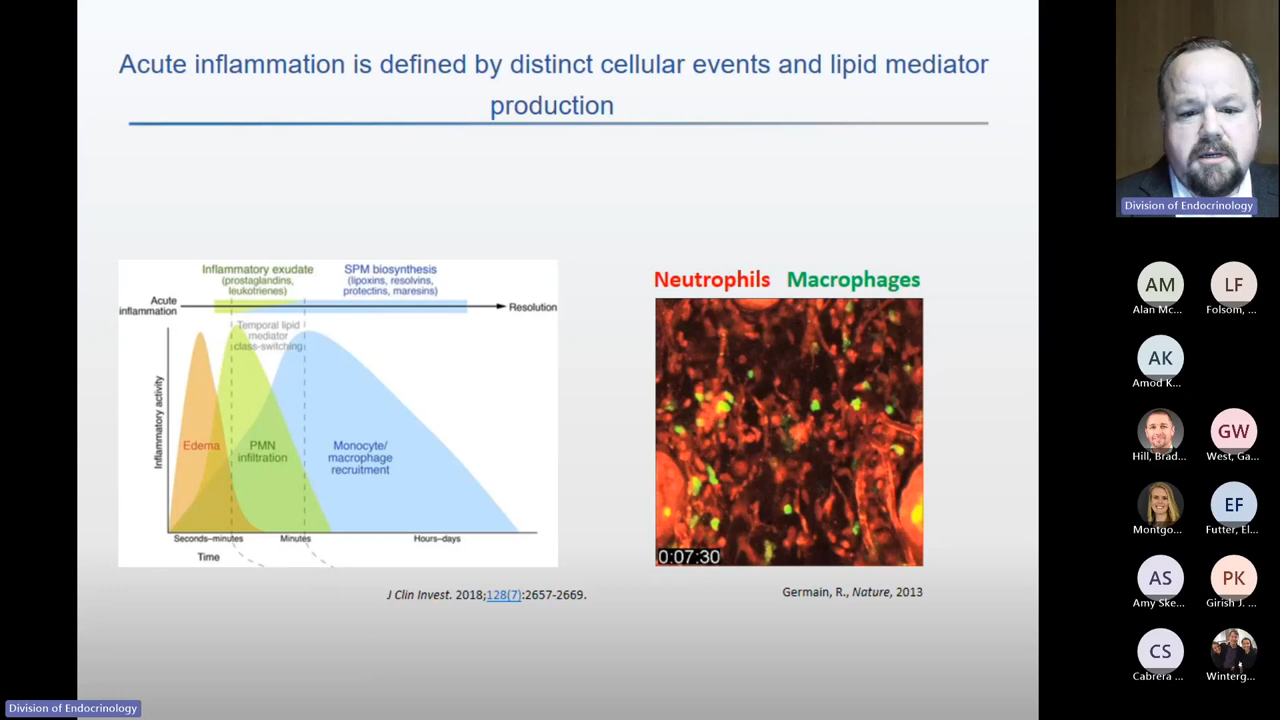 Acute inflammation is defined by distinct cellular events and lipid mediator
production
Inflammatory exudate
(prostaglandins,
leukotrienes)
SPM biosynthesis
(lipoxins, resolvins,
protectins, maresins)
Acute
inflammation
Resolution
Temporal lipid
mediator
class-switching
Inflammatory activity
Edema
PMN
infiltration
Monocyte/
macrophage
recruitment
Seconds–minutes
Minutes
Hours–days
Time
J Clin Invest. 2018;128(7):2657-2669.
Neutrophils Macrophages
0:07:30
Germain, R., Nature, 2013
Division of Endocrinology
Division of Endocrinology
AM
LF
Alan Mc...
Folsom, ...
AK
Amod K...
GW
Hill, Brad...
West, Ga...
EF
Montgo...
Futter, El...
AS
PK
Amy Ske...
Girish J. ...
CS
Cabrera ...
Winterg...